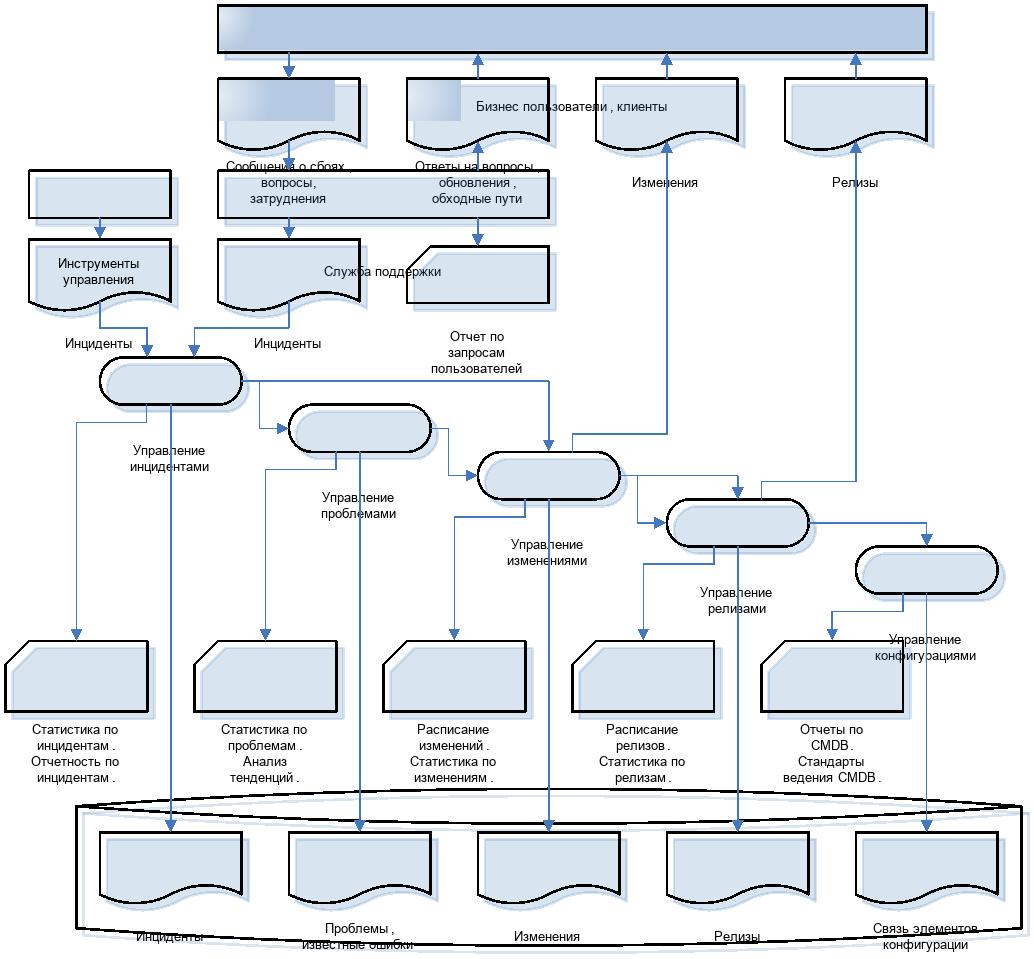 Бизнес пользователи , клиенты
Сообщения о сбоях ,
вопросы,
затруднения
Ответы на вопросы ,
обновления ,
обходные пути
Изменения
Релизы
Инструменты
управления
Служба поддержки
Инциденты
Инциденты
Отчет по
запросам
пользователей
Управление
инцидентами
Управление
проблемами
Управление
изменениями
Управление
релизами
Управление
конфигурациями
Статистика по
инцидентам .
Отчетность по
инцидентам .
Статистика по
проблемам .
Анализ
тенденций .
Расписание
изменений .
Статистика по
изменениям .
Расписание
релизов .
Статистика по
релизам .
Отчеты по
CMDB .
Стандарты
ведения CMDB .
Инциденты
Проблемы ,
известные ошибки
Изменения
Релизы
Связь элементов
конфигурации